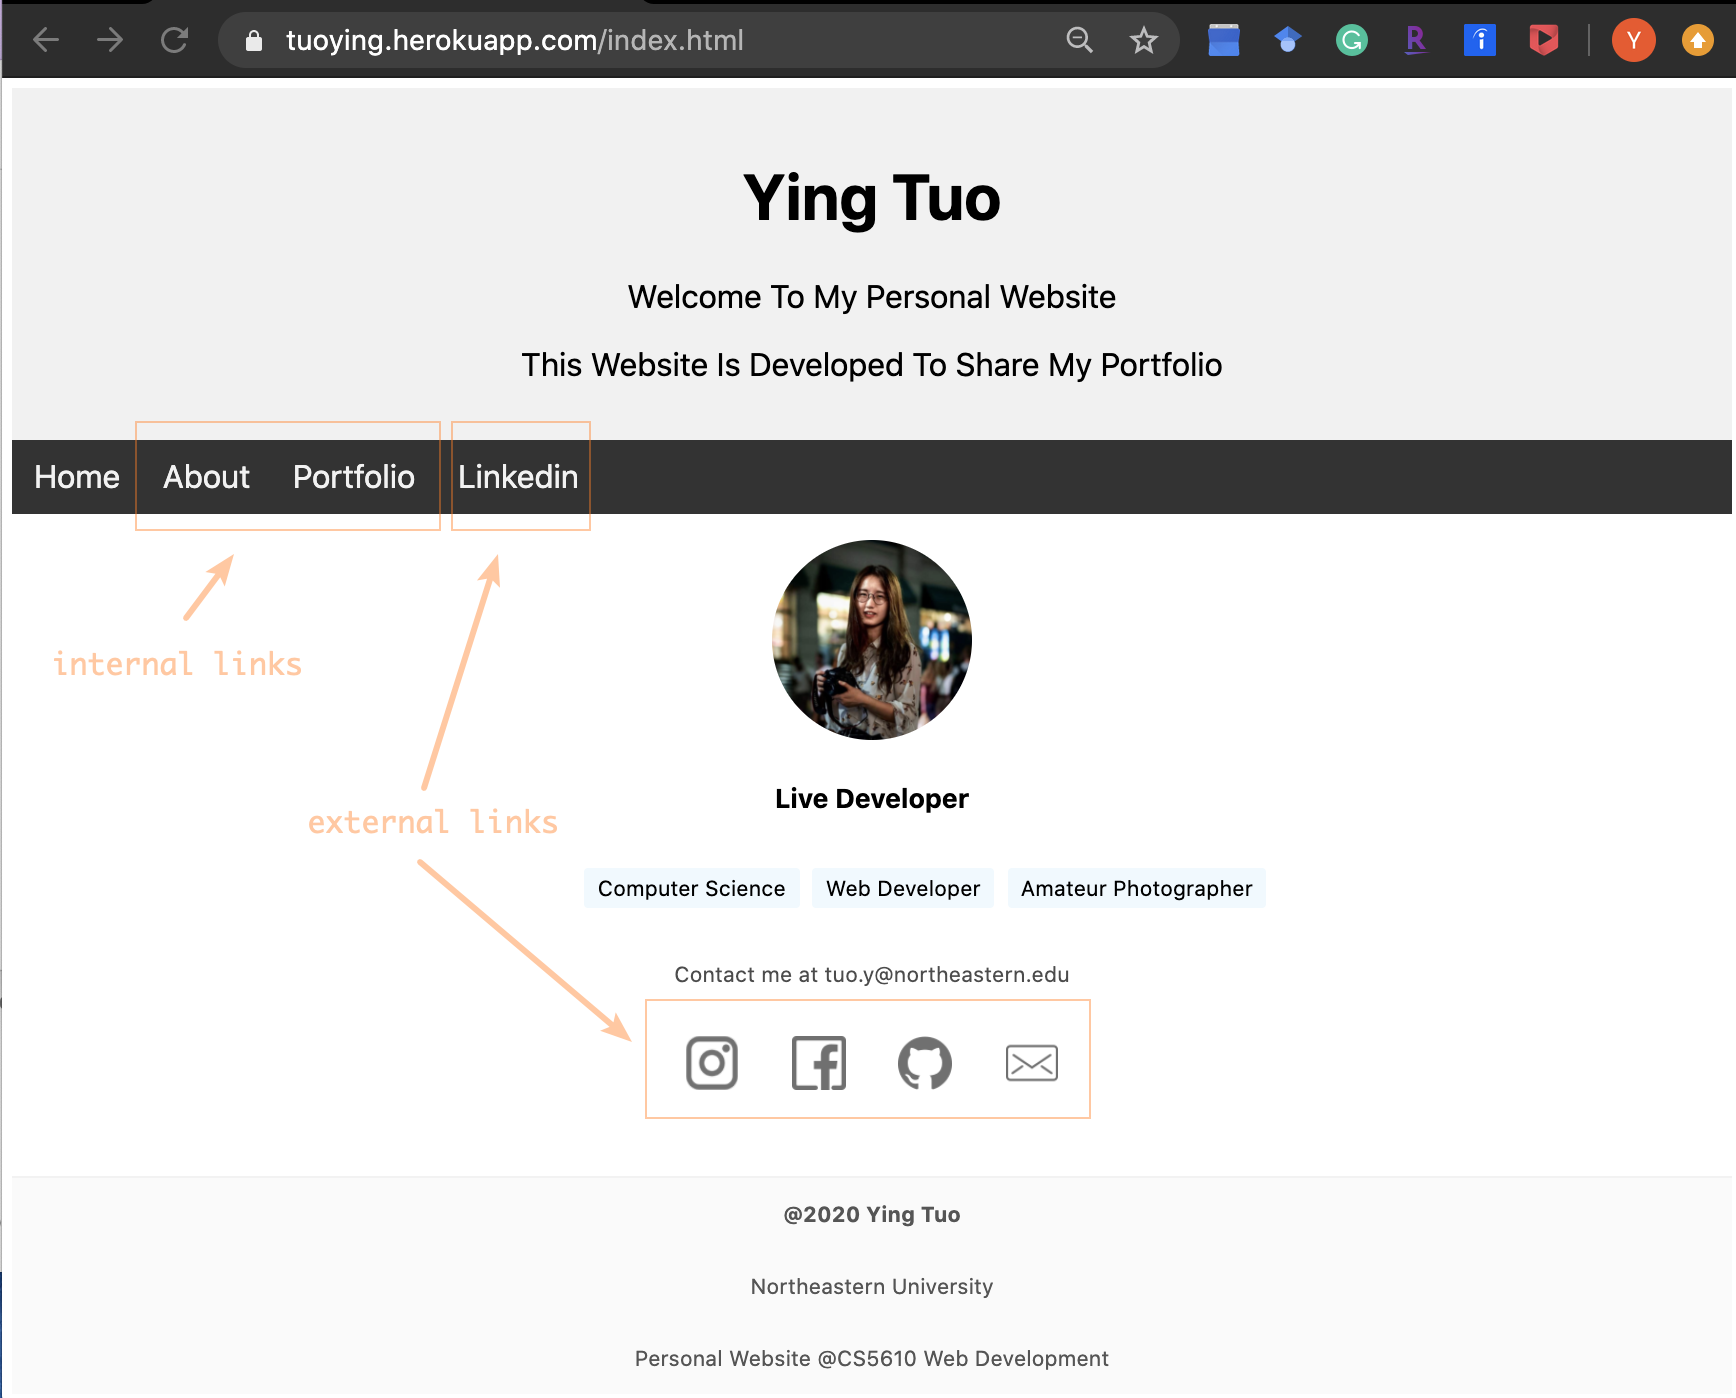 tuoying.herokuapp.com/index.html
Y
Ying Tuo
Welcome To My Personal Website
This Website Is Developed To Share My Portfolio
Home About Portfolio Linkedin
internal links
external links
Live Developer
Computer Science Web Developer Amateur Photographer
Contact me at tuo.y@northeastern.edu
@2020 Ying Tuo
Northeastern University
Personal Website @CS5610 Web Development